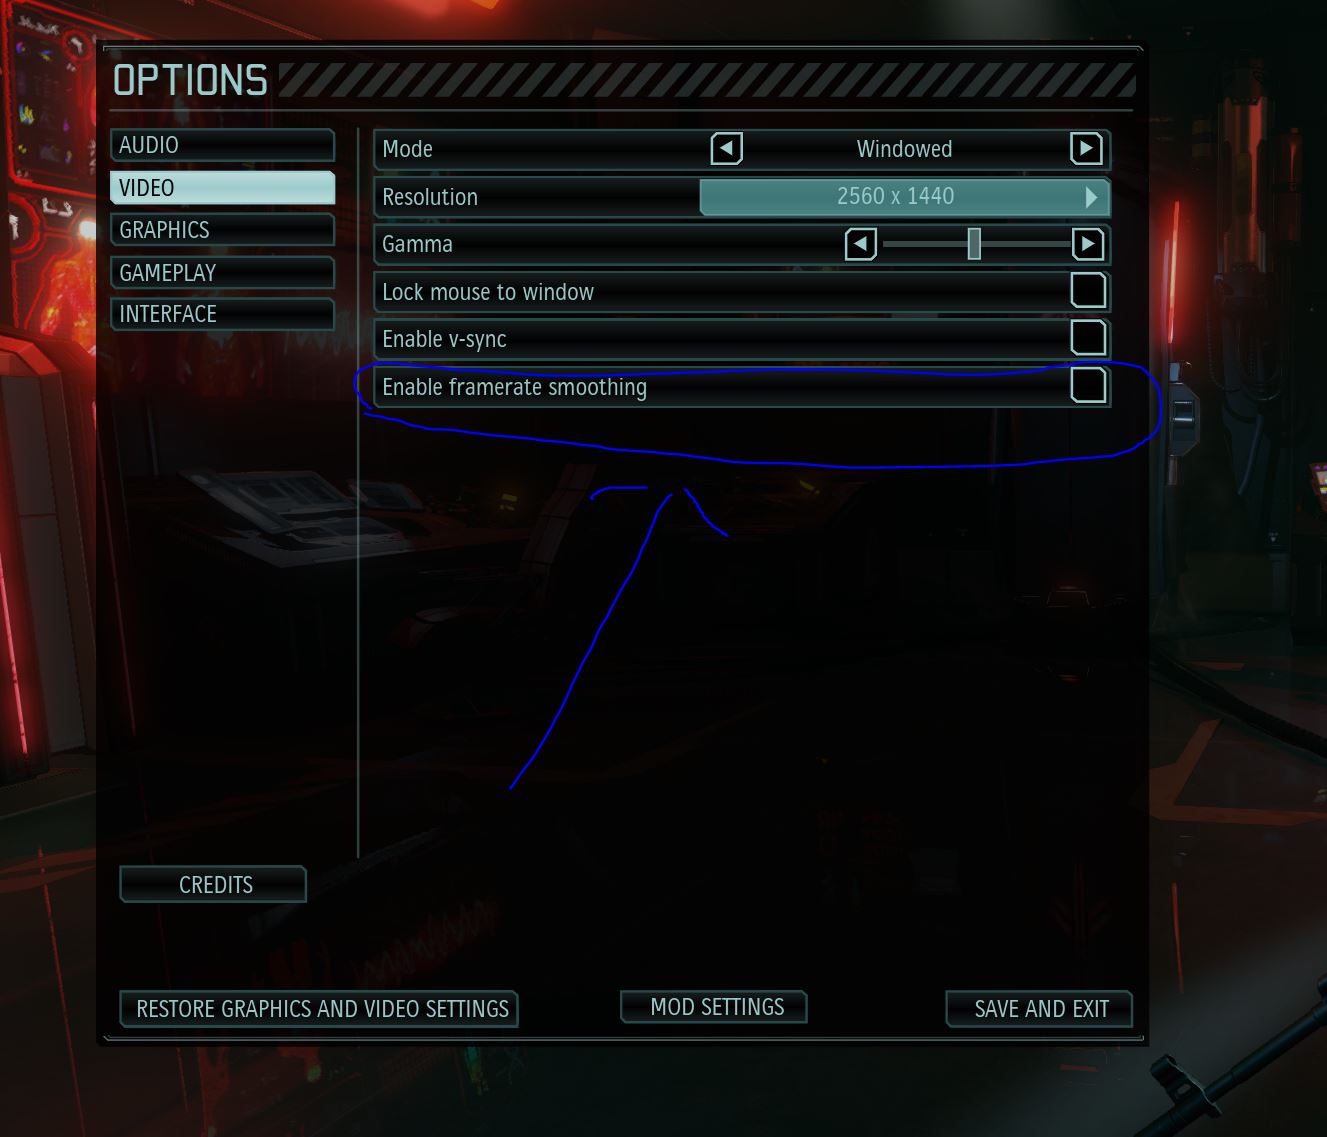 OPTIONS
AUDIO
VIDEO
GRAPHICS
GAMEPLAY
INTERFACE
Mode Windowed
Resolution 2560 x 1440
Gamma
Lock mouse to window
Enable v-sync
Enable framerate smoothing
CREDITS
RESTORE GRAPHICS AND VIDEO SETTINGS
MOD SETTINGS
SAVE AND EXIT